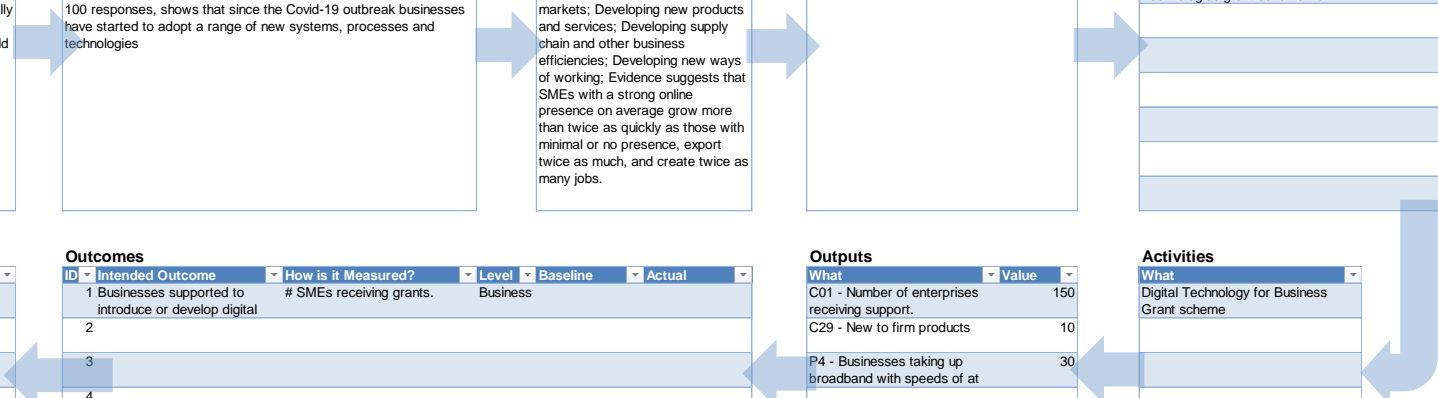 lly
100 responses, shows that since the Covid-19 outbreak businesses
have started to adopt a range of new systems, processes and
technologies
ld
markets; Developing new products
and services; Developing supply
chain and other business
efficiencies; Developing new ways
of working; Evidence suggests that
SMEs with a strong online
presence on average grow more
than twice as quickly as those with
minimal or no presence, export
twice as much, and create twice as
many jobs.
Outcomes
ID Intended Outcome How is it Measured? Level Baseline Actual
1 Businesses supported to # SMEs receiving grants. Business
introduce or develop digital
2
3
4
Outputs
What Value
C01 - Number of enterprises 150
receiving support.
C29 - New to firm products 10
P4 - Businesses taking up 30
broadband with speeds of at
Activities
What
Digital Technology for Business
Grant scheme